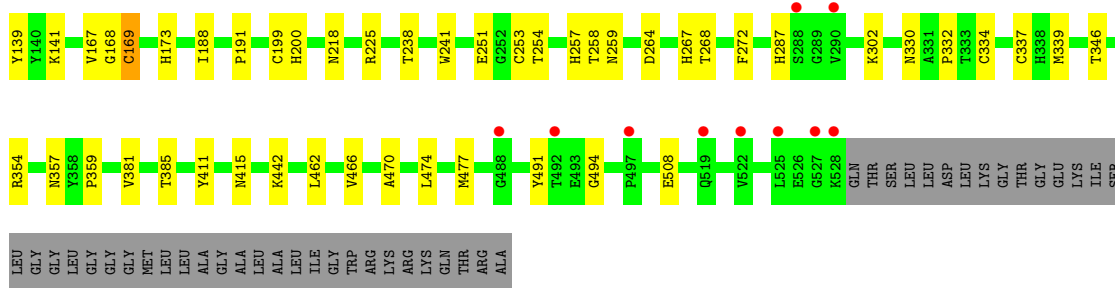 Y139 Y140 K141 V167 G168 C169 H173 I188 P191 C199 H200 N218 R225 T238 W241 E251 G252 C253 T254 H257 T258 N259 D264 H267 T268 F272 H287 S288 G289 V290 K302 N330 A331 P332 T333 C334 C337 H338 M339 T346
R354 N357 Y358 P359 V381 T385 Y411 N415 K442 L462 V466 A470 L474 M477 G488 Y491 T492 E493 G494 P497 E508 Q519 V522 L525 E526 G527 K528 GLN THR SER LEU LEU ASP LEU LYS GLY THR GLY GLU LYS ILE SER
LEU GLY GLY LEU GLY GLY GLY MET LEU LEU ALA GLY ALA LEU ALA LEU ILE GLY TRP ARG LYS ARG LYS GLN THR ARG ALA